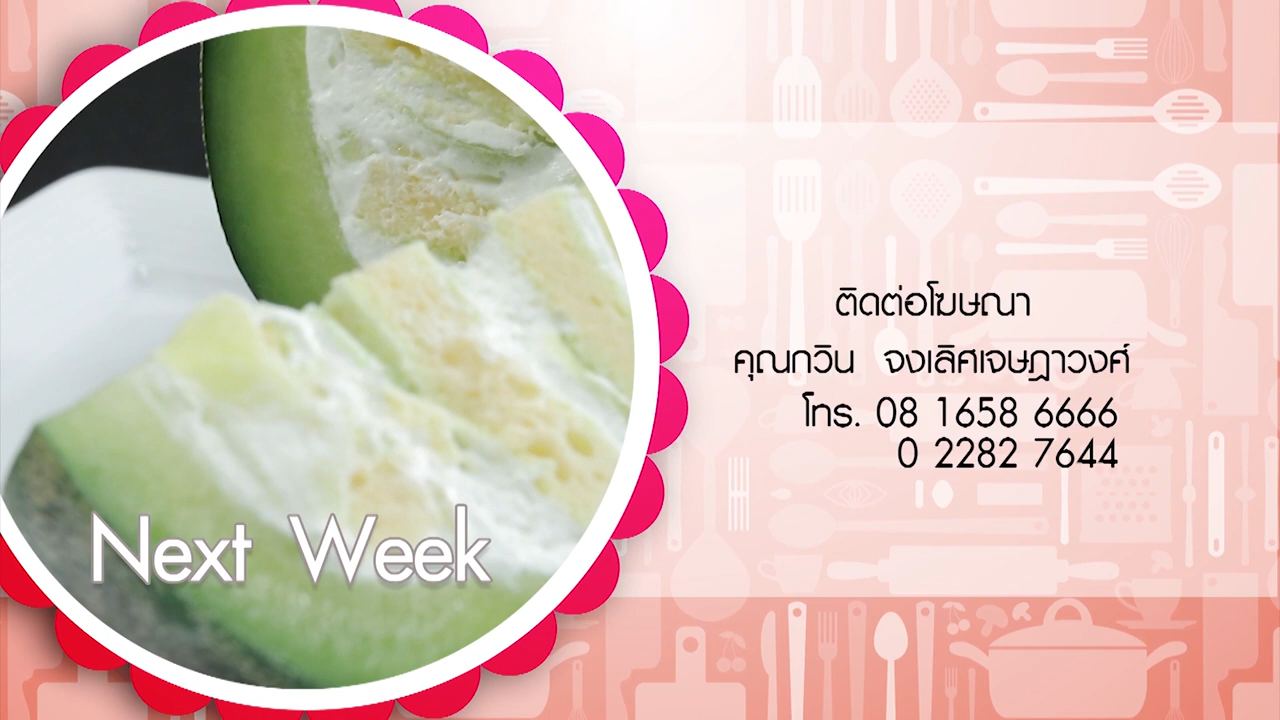 ติดต่อโฆษณา
คุณกวิน จงเลิศเจษฎาวงศ์
โทร. 08 1658 6666
0 2282 7644
Next Week